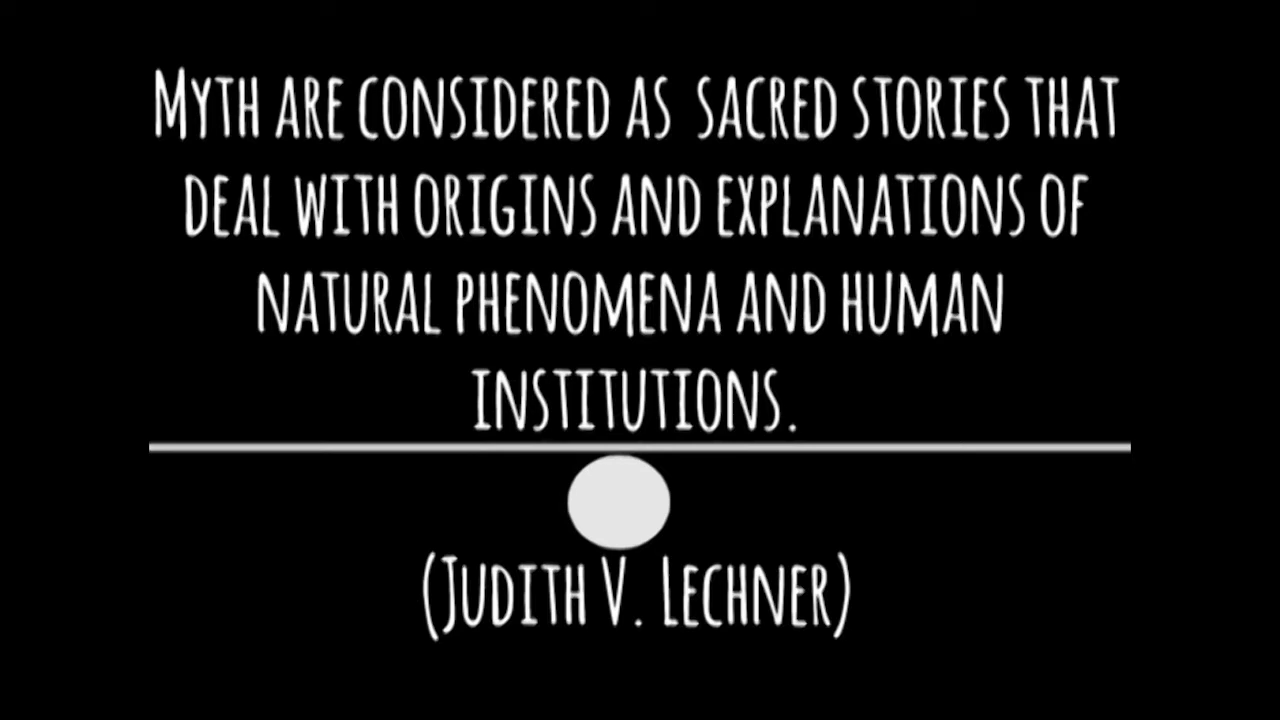 Myth are considered as sacred stories that
deal with origins and explanations of
natural phenomena and human
institutions.
(Judith V. Lechner)